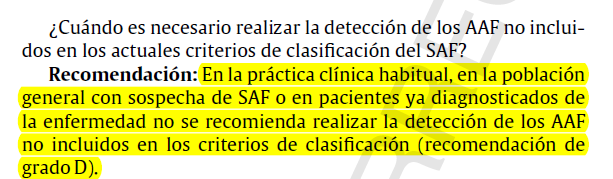 ¿Cuándo es necesario realizar la detección de los AAF no inclui-
dos en los actuales criterios de clasificación del SAF?
Recomendación: En la práctica clínica habitual, en la población
general con sospecha de SAF o en pacientes ya diagnosticados de
la enfermedad no se recomienda realizar la detección de los AAF
no incluidos en los criterios de clasificación (recomendación de
grado D).